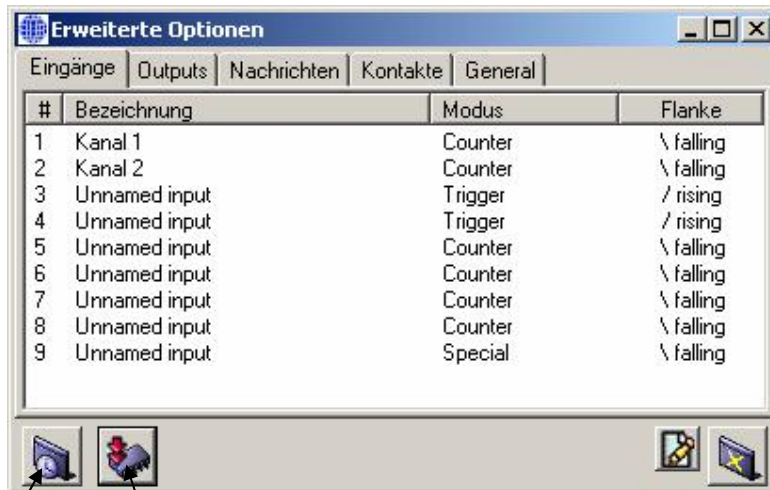 Erweiterte Optionen
Eingänge Outputs Nachrichten Kontakte General
# Bezeichnung Modus Flanke
1 Kanal 1 Counter \ falling
2 Kanal 2 Counter \ falling
3 Unnamed input Trigger / rising
4 Unnamed input Trigger / rising
5 Unnamed input Counter \ falling
6 Unnamed input Counter \ falling
7 Unnamed input Counter \ falling
8 Unnamed input Counter \ falling
9 Unnamed input Special \ falling